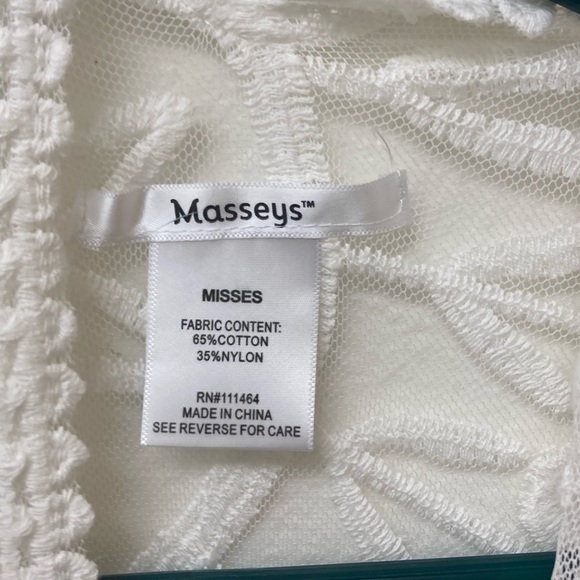 Masseys™
MISSES
FABRIC CONTENT:
65%COTTON
35%NYLON
RN#111464
MADE IN CHINA
SEE REVERSE FOR CARE